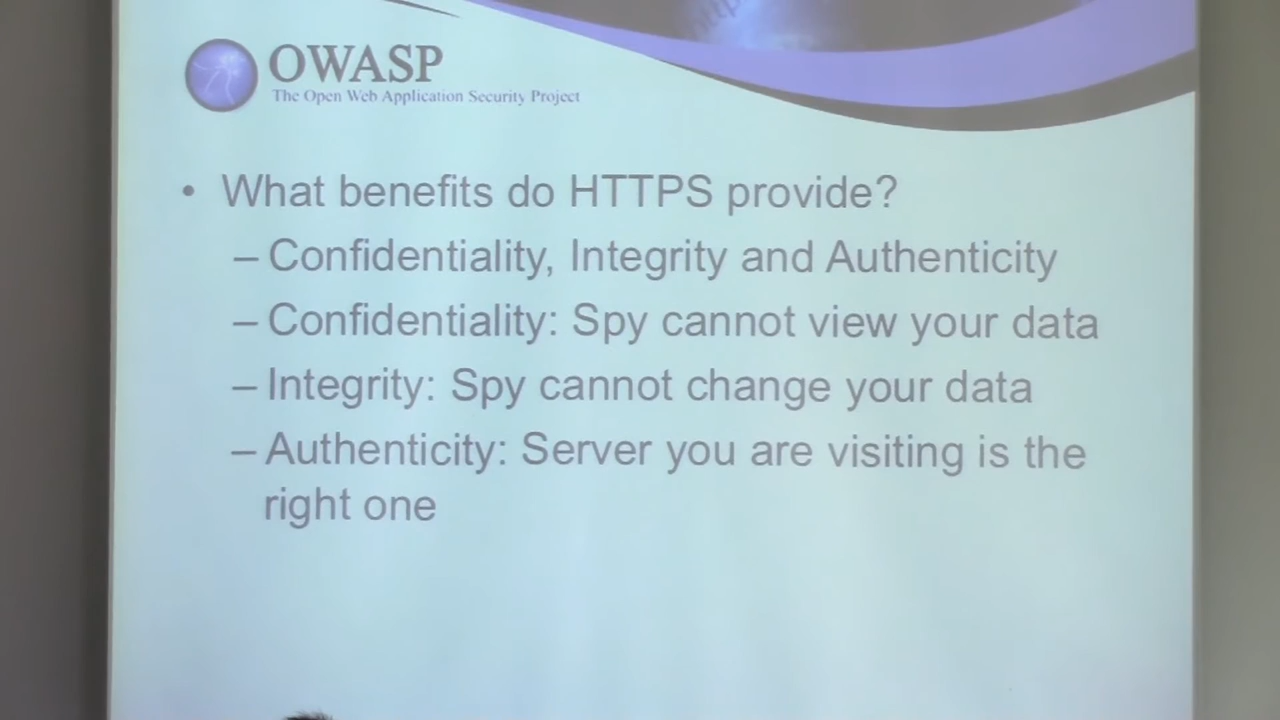 OWASP
The Open Web Application Security Project
• What benefits do HTTPS provide?
– Confidentiality, Integrity and Authenticity
– Confidentiality: Spy cannot view your data
– Integrity: Spy cannot change your data
– Authenticity: Server you are visiting is the
right one